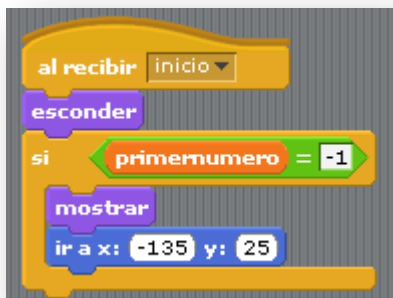 al recibir inicio
esconder
si primernumero = -1
mostrar
ir a x: -135 y: 25